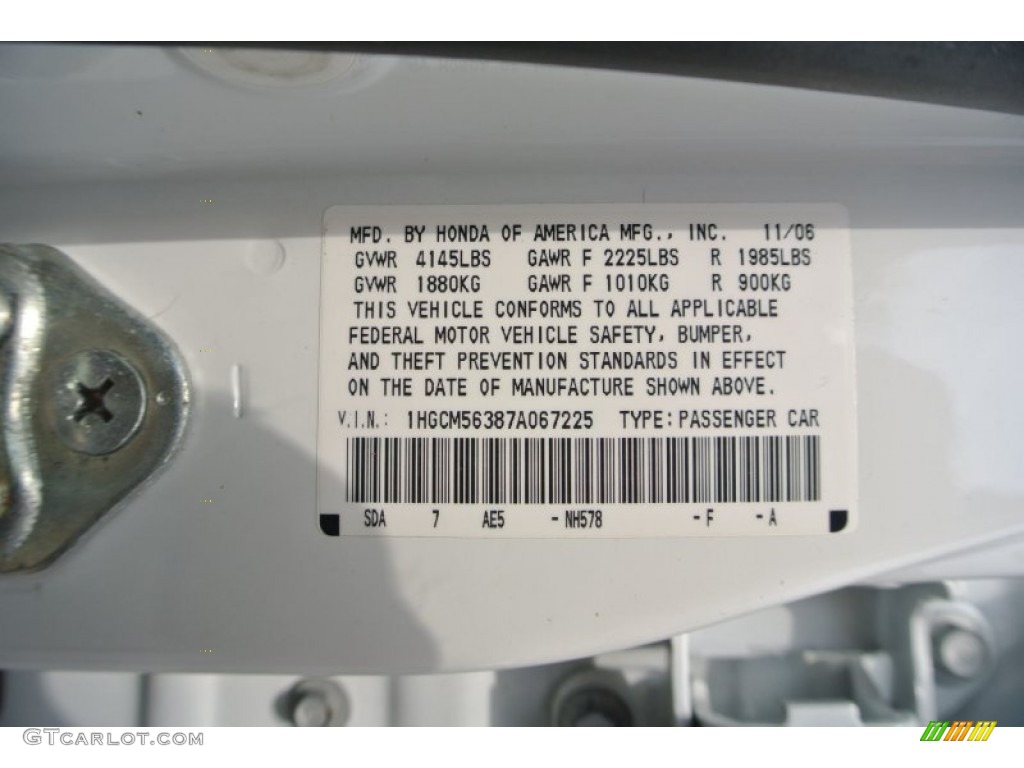 MFD. BY HONDA OF AMERICA MFG., INC. 11/06
GVWR 4145LBS GAWR F 2225LBS R 1985LBS
GVWR 1880KG GAWR F 1010KG R 900KG
THIS VEHICLE CONFORMS TO ALL APPLICABLE
FEDERAL MOTOR VEHICLE SAFETY, BUMPER,
AND THEFT PREVENTION STANDARDS IN EFFECT
ON THE DATE OF MANUFACTURE SHOWN ABOVE.
V.I.N.: 1HGCM56387A067225 TYPE: PASSENGER CAR
SDA 7 AE5 - NH578 - F - A
GTCARLOT.COM